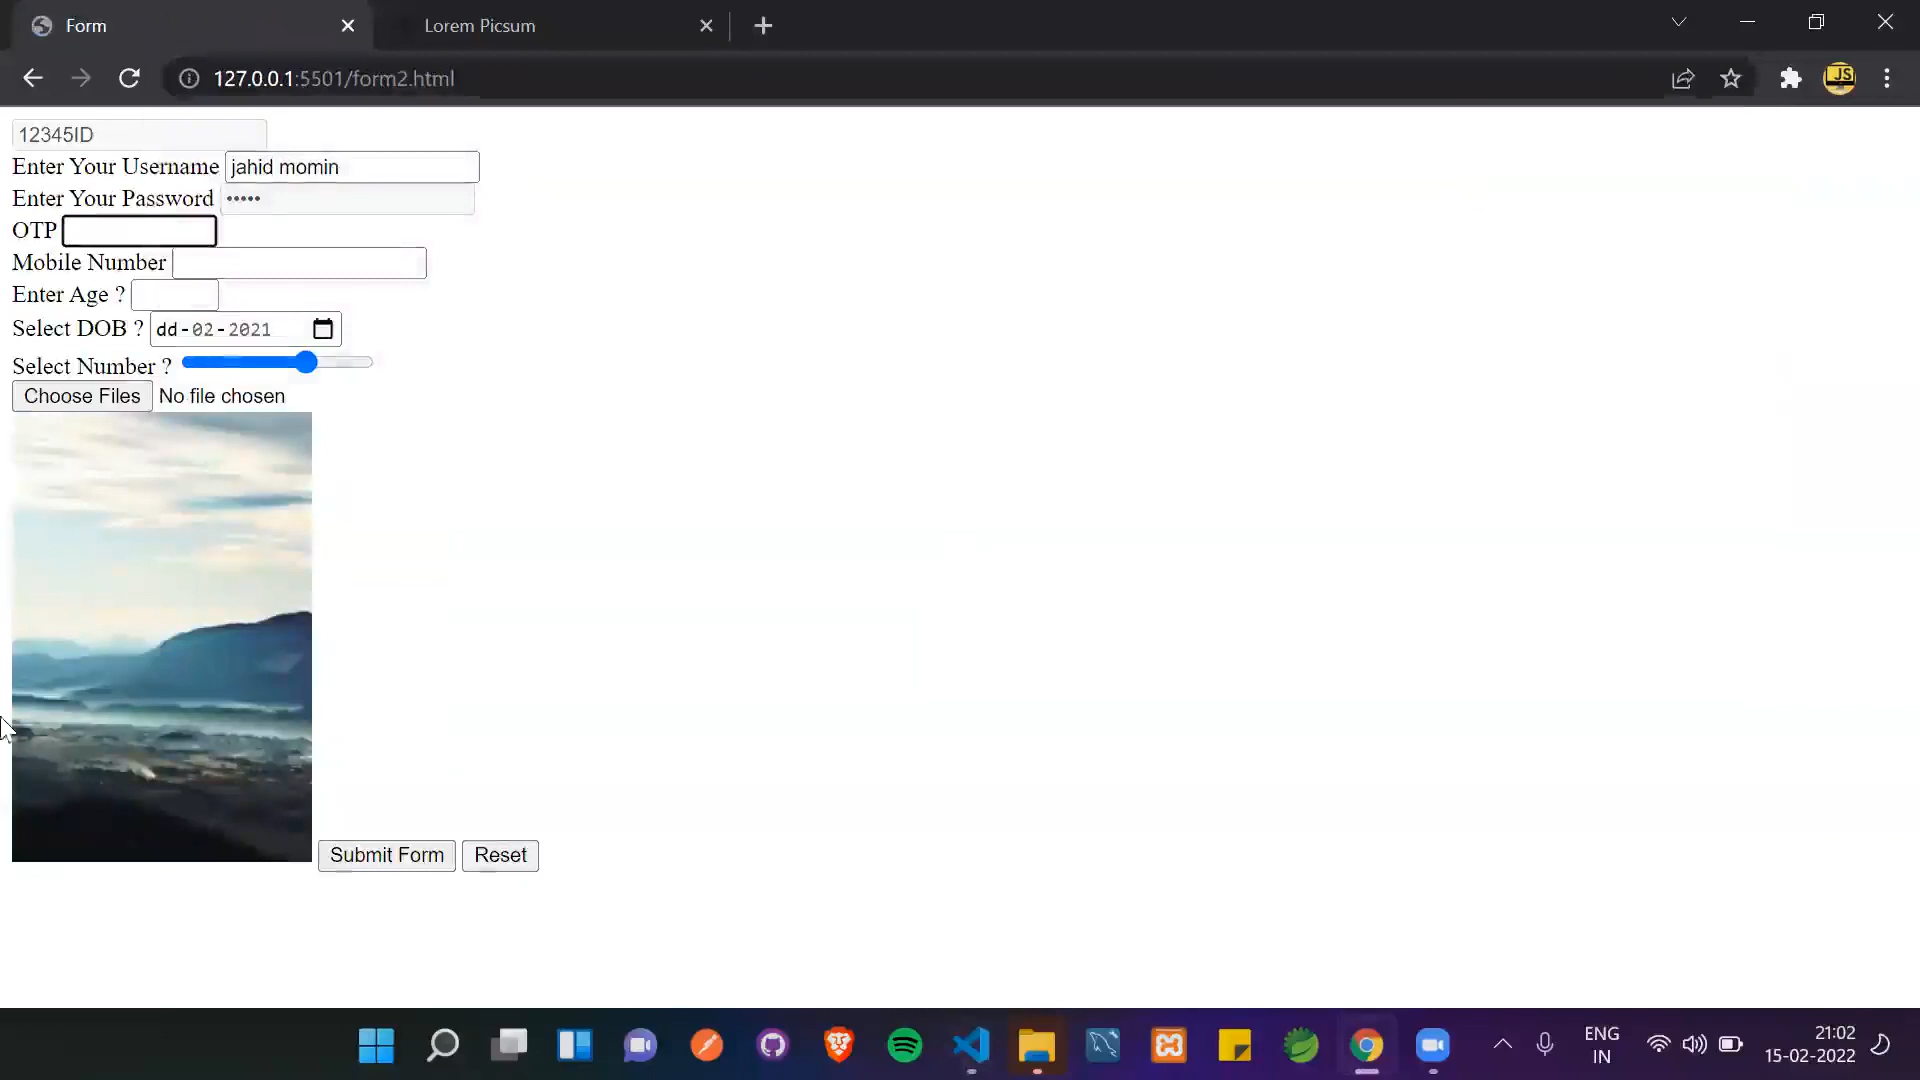 Form
Lorem Picsum
127.0.0.1:5501/form2.html
JS
12345ID
Enter Your Username jahid momin
Enter Your Password •••••
OTP
Mobile Number
Enter Age ?
Select DOB ? dd-02-2021
Select Number ?
Choose Files No file chosen
Submit Form Reset
ENG
IN
21:02
15-02-2022